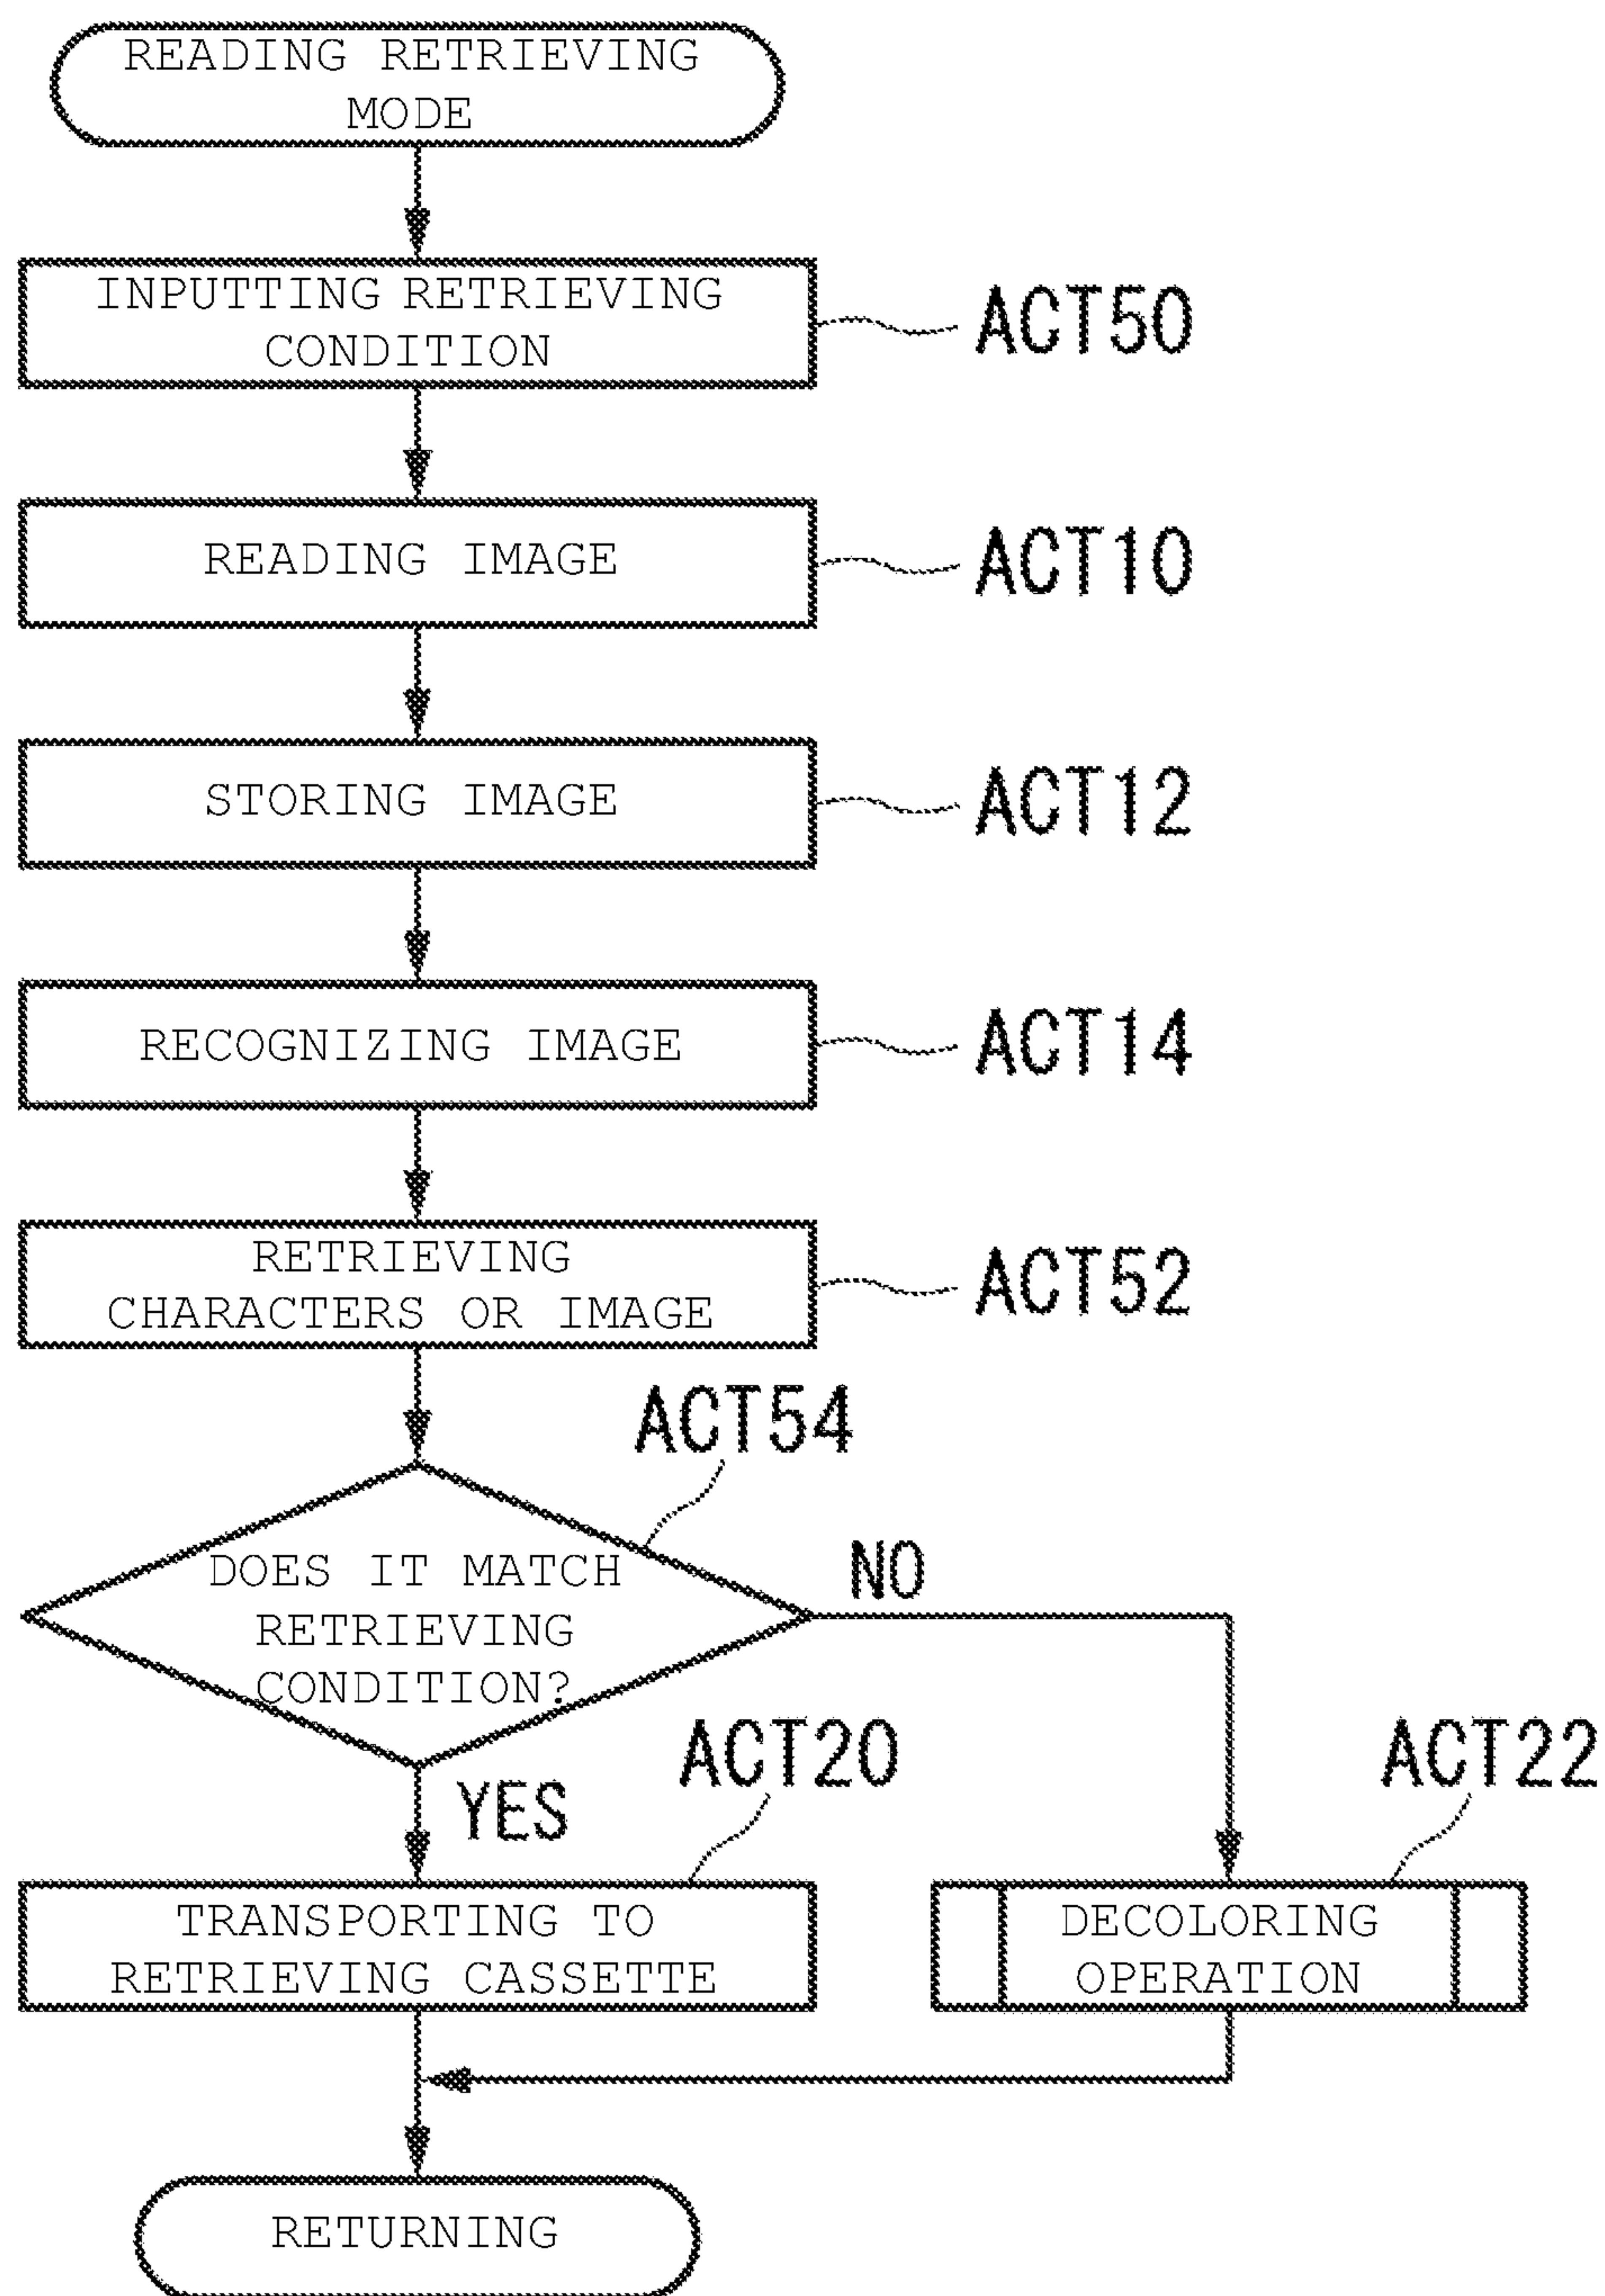 READING RETRIEVING
MODE
INPUTTING RETRIEVING
CONDITION
ACT50
READING IMAGE
ACT10
STORING IMAGE
ACT12
RECOGNIZING IMAGE
ACT14
RETRIEVING
CHARACTERS OR IMAGE
ACT52
ACT54
DOES IT MATCH
RETRIEVING
CONDITION?
NO
YES
ACT20
ACT22
TRANSPORTING TO
RETRIEVING CASSETTE
DECOLORING
OPERATION
RETURNING